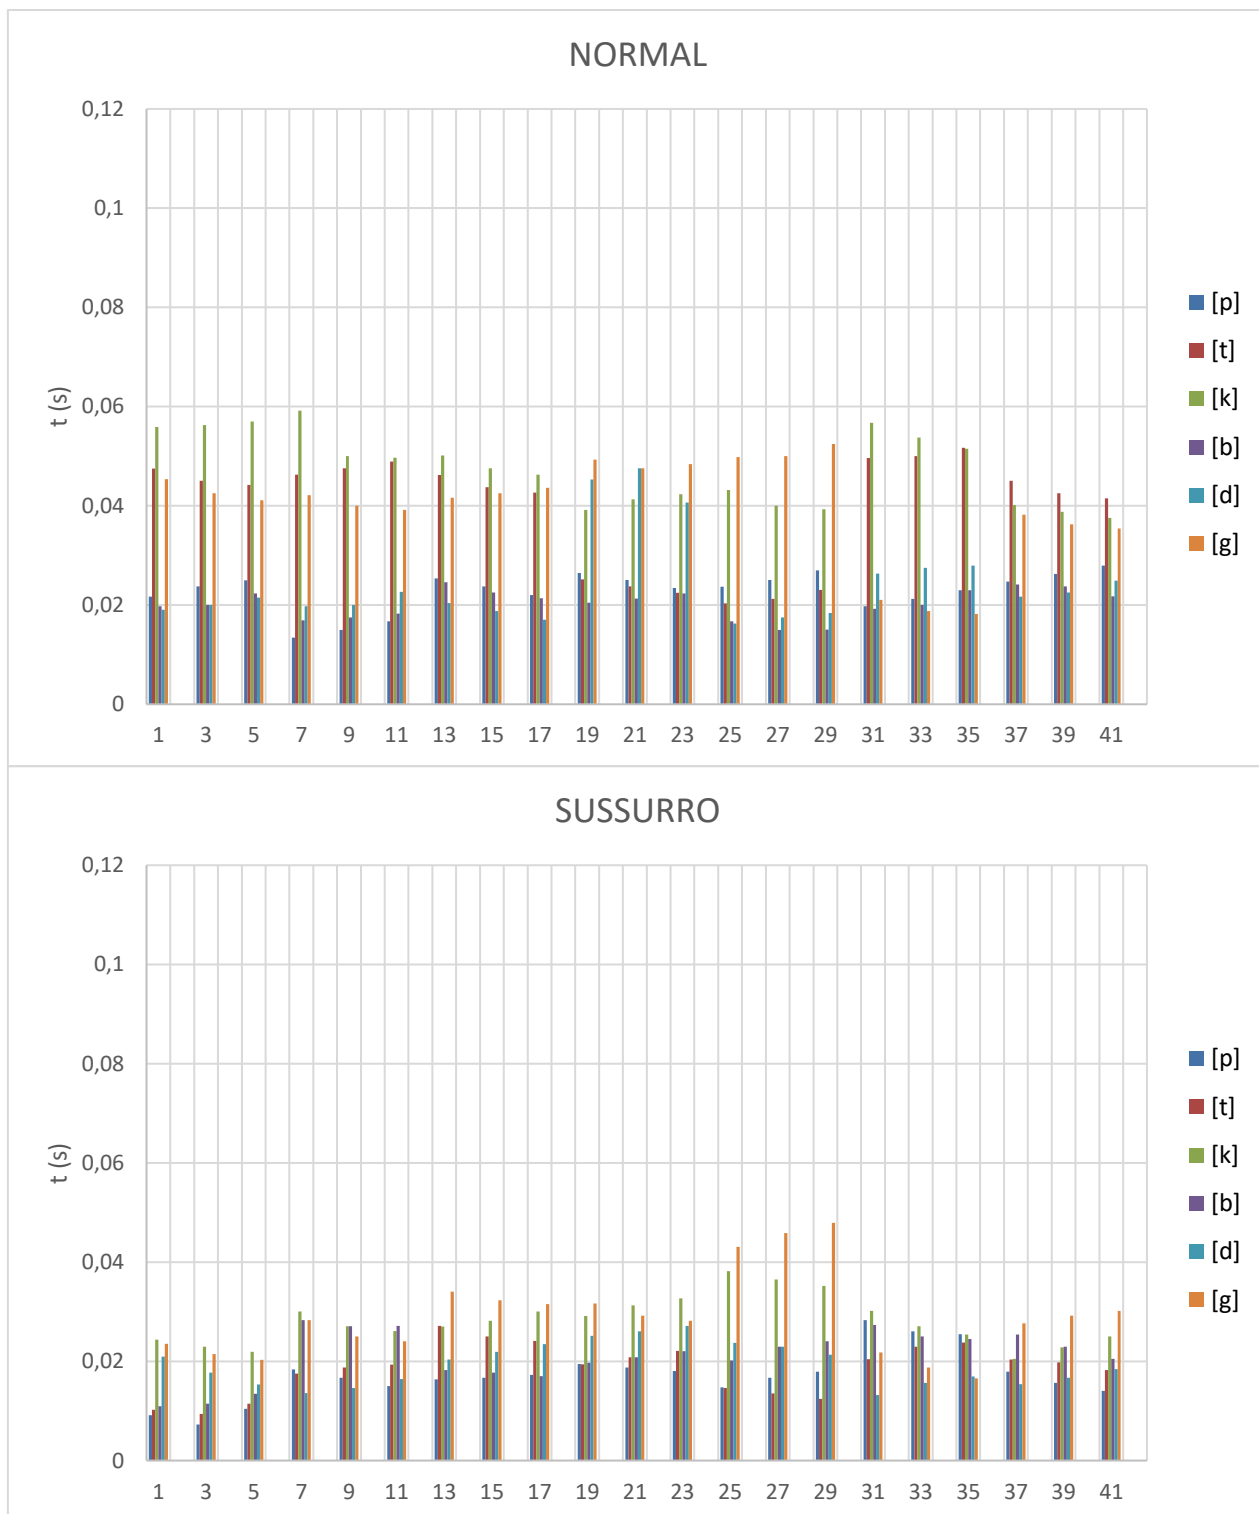 NORMAL
0,12
0,1
0,08
0,06
0,04
0,02
0
t (s)
1 3 5 7 9 11 13 15 17 19 21 23 25 27 29 31 33 35 37 39 41
[p]
[t]
[k]
[b]
[d]
[g]
SUSSURRO
0,12
0,1
0,08
0,06
0,04
0,02
0
t (s)
1 3 5 7 9 11 13 15 17 19 21 23 25 27 29 31 33 35 37 39 41
[p]
[t]
[k]
[b]
[d]
[g]